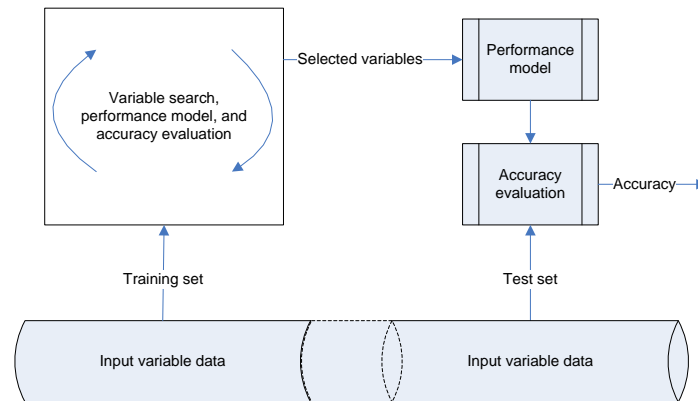 Selected variables
Performance
model
Variable search,
performance model, and
accuracy evaluation
Accuracy
evaluation
Accuracy
Training set
Test set
Input variable data
Input variable data